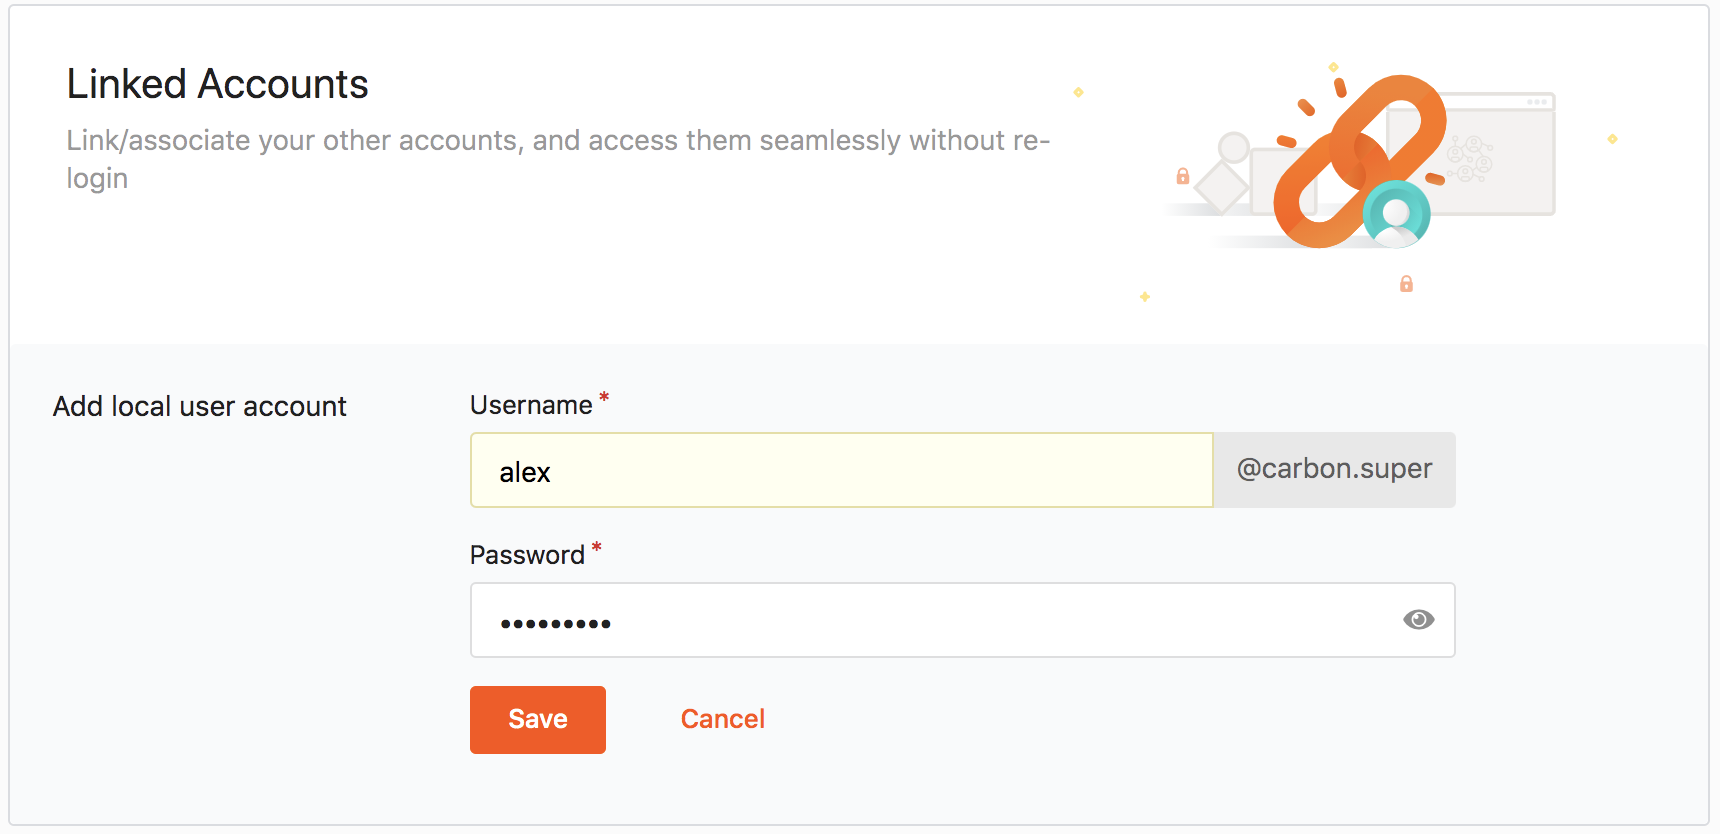 Linked Accounts
Link/associate your other accounts, and access them seamlessly without re-
login
Add local user account
Username *
alex
@carbon.super
Password *
•••••••••
Save
Cancel